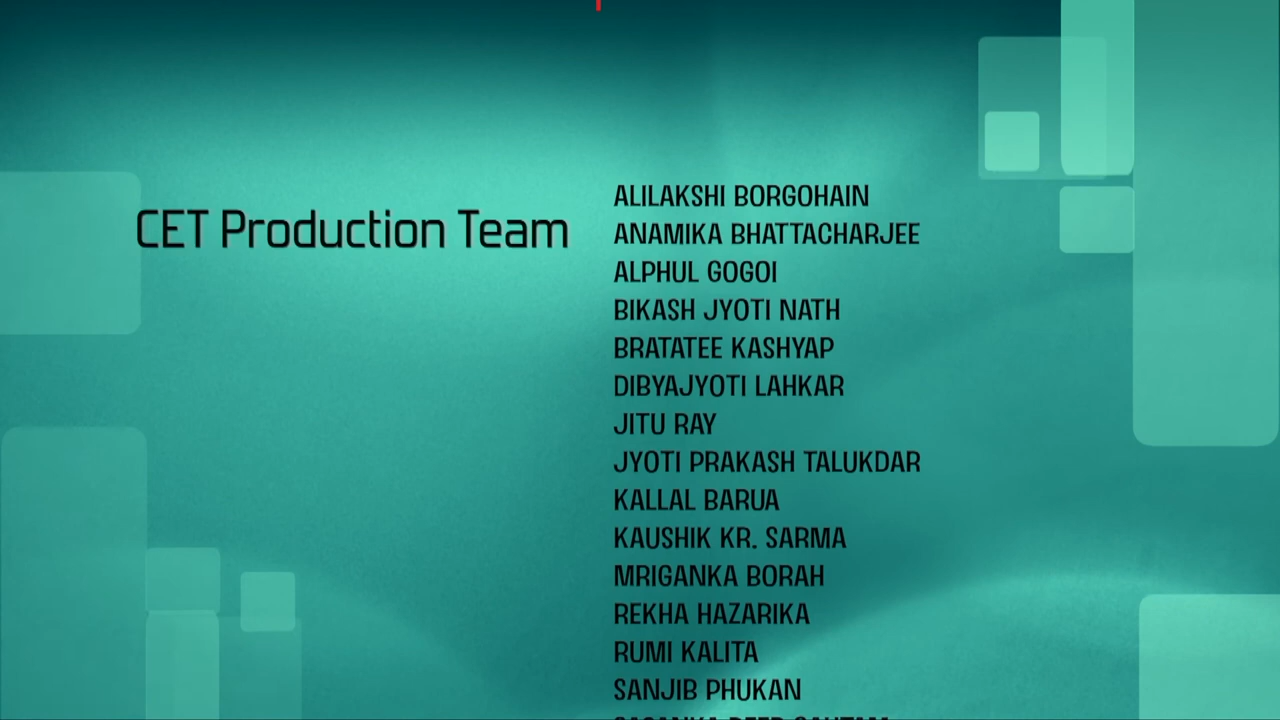 CET Production Team
ALILAKSHI BORGOHAIN
ANAMIKA BHATTACHARJEE
ALPHUL GOGOI
BIKASH JYOTI NATH
BRATATEE KASHYAP
DIBYAJYOTI LAHKAR
JITU RAY
JYOTI PRAKASH TALUKDAR
KALLAL BARUA
KAUSHIK KR. SARMA
MRIGANKA BORAH
REKHA HAZARIKA
RUMI KALITA
SANJIB PHUKAN